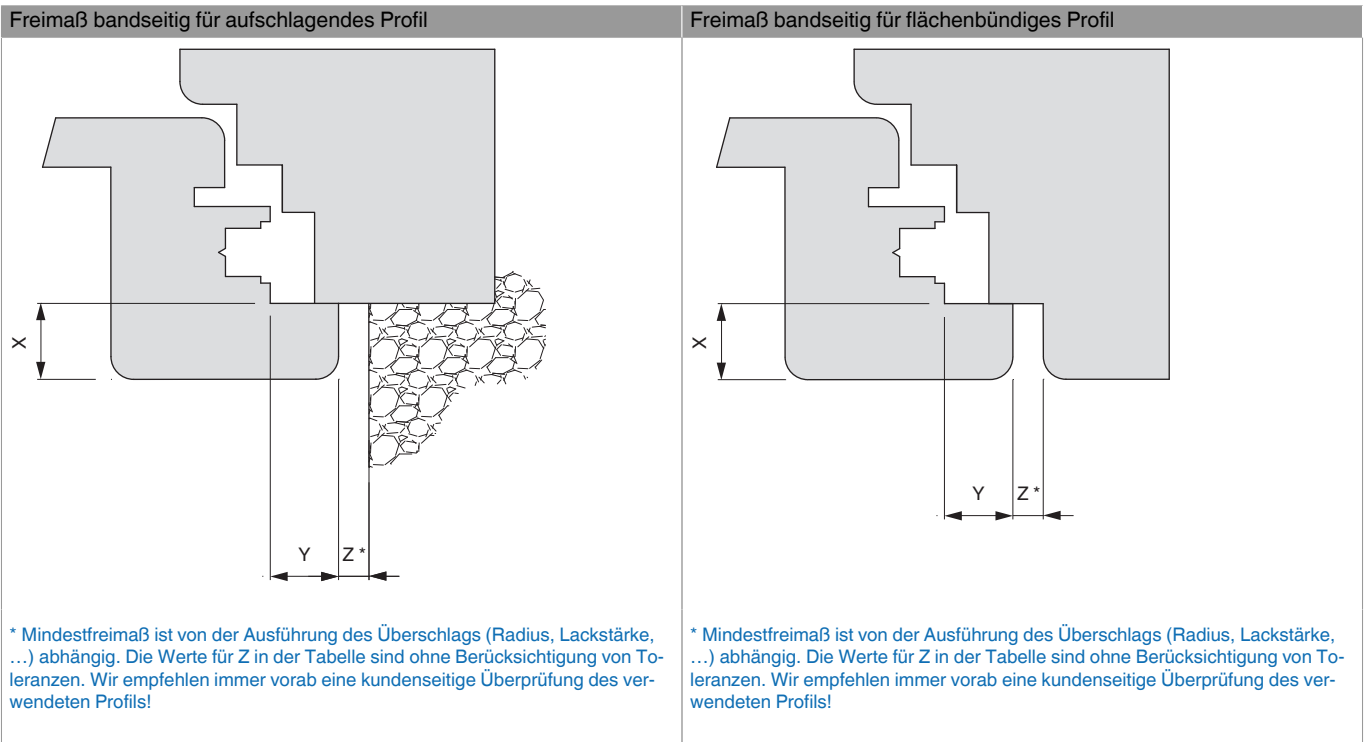 Freimaß bandseitig für aufschlagendes Profil
X
Y
Z *
* Mindestfreimaß ist von der Ausführung des Überschlags (Radius, Lackstärke,
…) abhängig. Die Werte für Z in der Tabelle sind ohne Berücksichtigung von To-
leranzen. Wir empfehlen immer vorab eine kundenseitige Überprüfung des ver-
wendeten Profils!
Freimaß bandseitig für flächenbündiges Profil
X
Y
Z *
* Mindestfreimaß ist von der Ausführung des Überschlags (Radius, Lackstärke,
…) abhängig. Die Werte für Z in der Tabelle sind ohne Berücksichtigung von To-
leranzen. Wir empfehlen immer vorab eine kundenseitige Überprüfung des ver-
wendeten Profils!